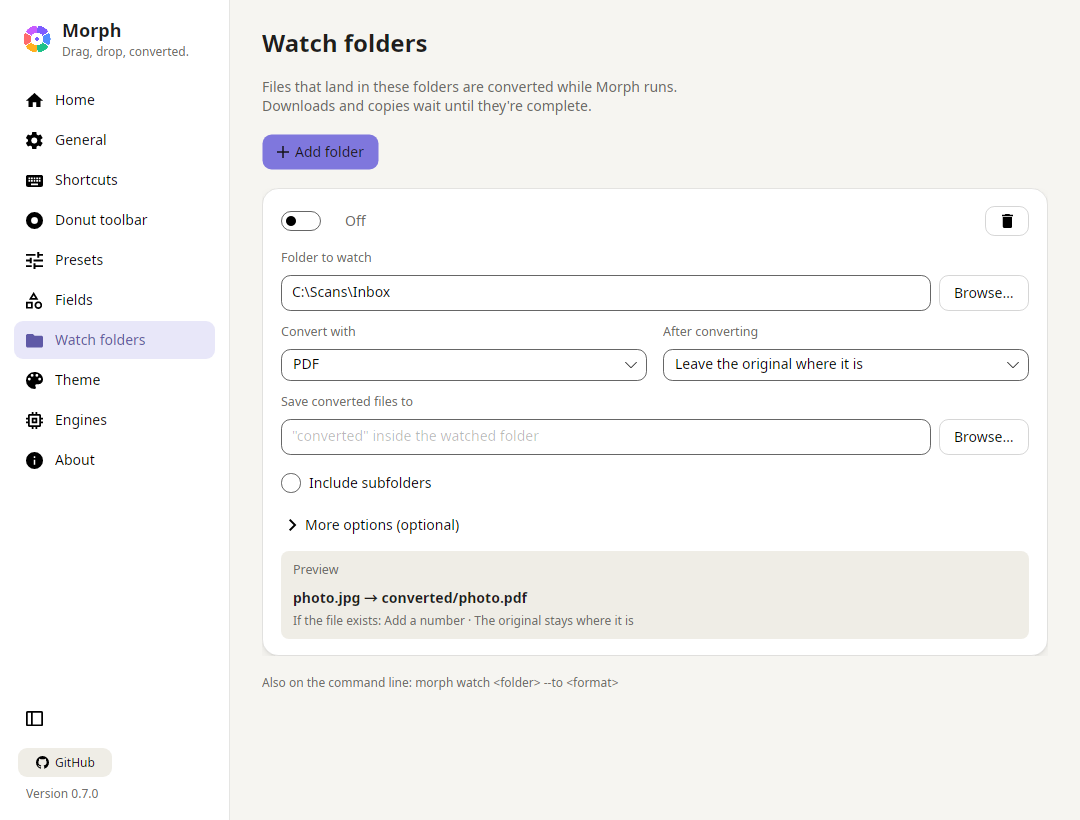 Morph
Drag, drop, converted.
Home
General
Shortcuts
Donut toolbar
Presets
Fields
Watch folders
Theme
Engines
About
GitHub
Version 0.7.0
Watch folders
Files that land in these folders are converted while Morph runs.
Downloads and copies wait until they're complete.
Add folder
Off
Folder to watch
C:\Scans\Inbox
Browse...
Convert with
After converting
PDF
Leave the original where it is
Save converted files to
"converted" inside the watched folder
Browse...
Include subfolders
More options (optional)
Preview
photo.jpg → converted/photo.pdf
If the file exists: Add a number · The original stays where it is
Also on the command line: morph watch <folder> --to <format>